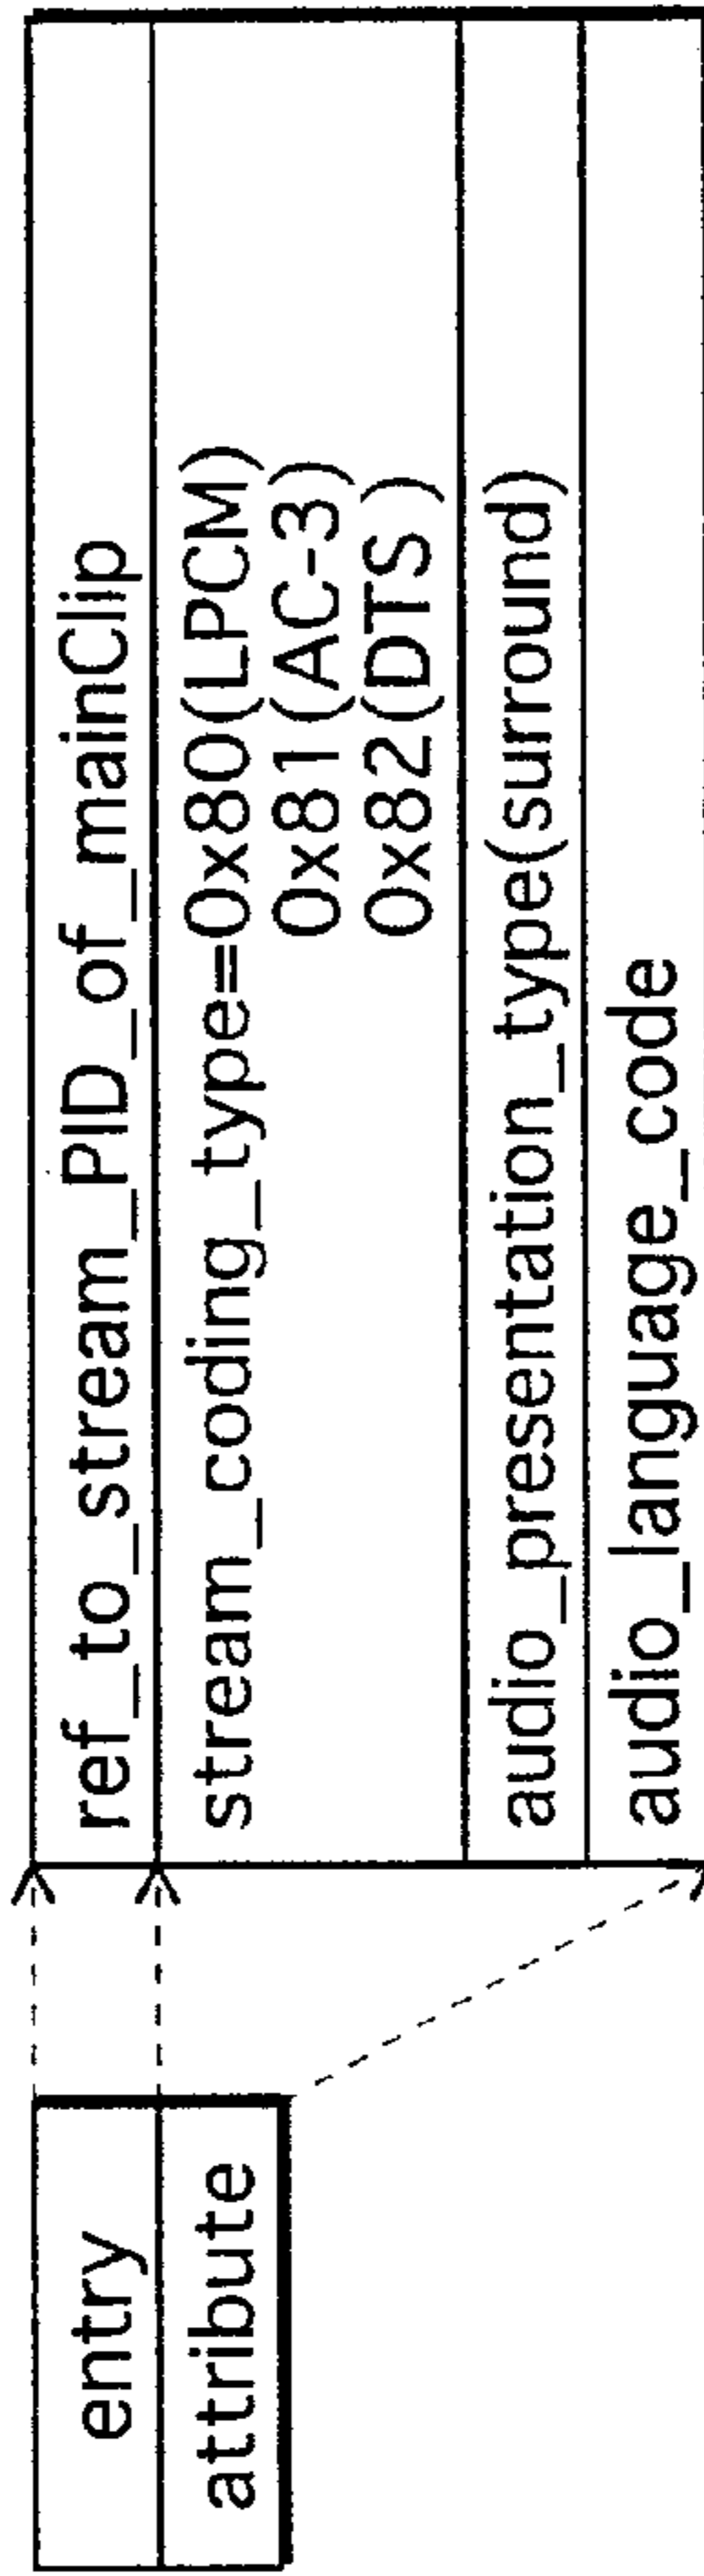 entry
attribute
ref_to_stream_PID_of_mainClip
stream_coding_type=0x80(LPCM)
0x81(AC-3)
0x82(DTS)
audio_presentation_type(surround)
audio_language_code